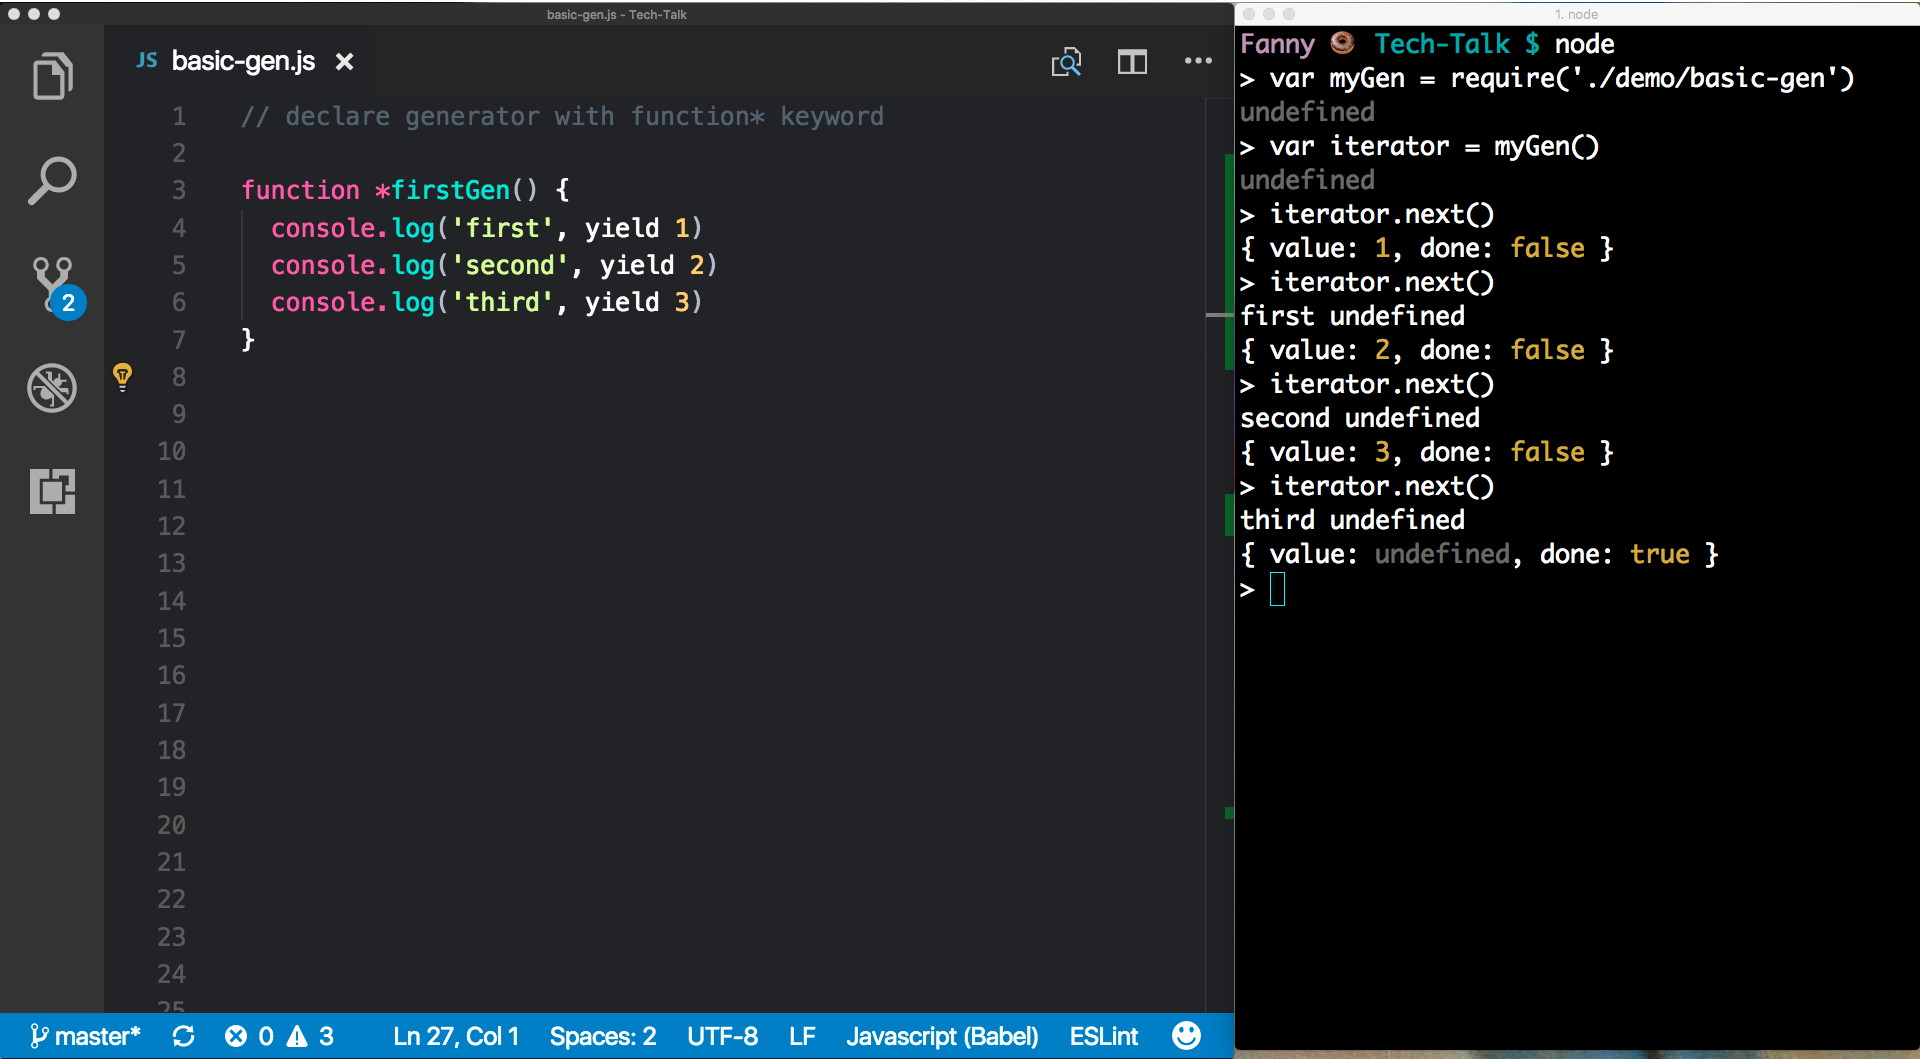 basic-gen.js - Tech-Talk
JS basic-gen.js
1 // declare generator with function* keyword
2
3 function *firstGen() {
4 console.log('first', yield 1)
5 console.log('second', yield 2)
6 console.log('third', yield 3)
7 }
8
9
10
11
12
13
14
15
16
17
18
19
20
21
22
23
24
25
2
master* 0 3 Ln 27, Col 1 Spaces: 2 UTF-8 LF Javascript (Babel) ESLint
1. node
Fanny 🍩 Tech-Talk $ node
> var myGen = require('./demo/basic-gen')
undefined
> var iterator = myGen()
undefined
> iterator.next()
{ value: 1, done: false }
> iterator.next()
first undefined
{ value: 2, done: false }
> iterator.next()
second undefined
{ value: 3, done: false }
> iterator.next()
third undefined
{ value: undefined, done: true }
>